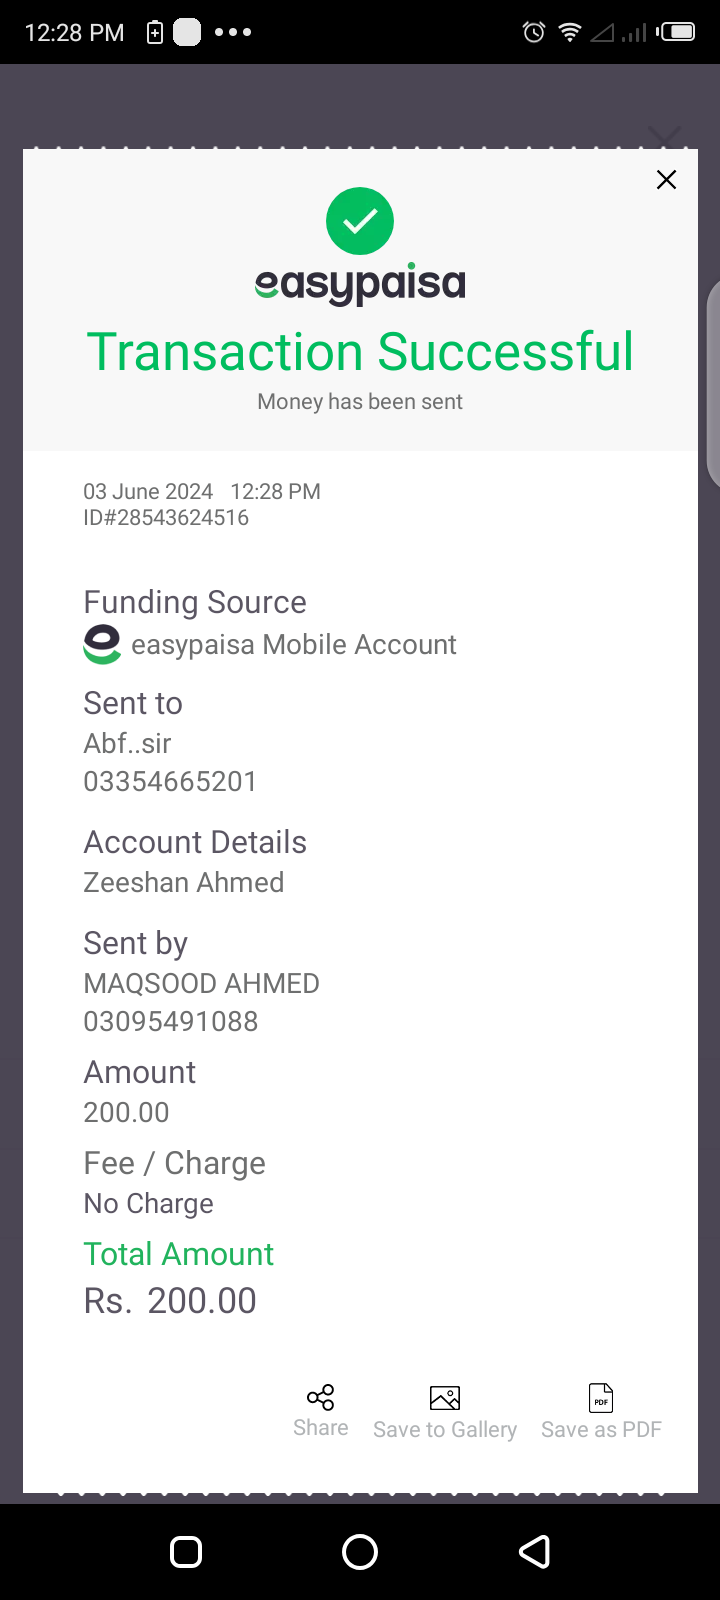 12:28 PM
easypaisa
Transaction Successful
Money has been sent
03 June 2024 12:28 PM
ID#28543624516
Funding Source
easypaisa Mobile Account
Sent to
Abf..sir
03354665201
Account Details
Zeeshan Ahmed
Sent by
MAQSOOD AHMED
03095491088
Amount
200.00
Fee / Charge
No Charge
Total Amount
Rs. 200.00
PDF
Share Save to Gallery Save as PDF